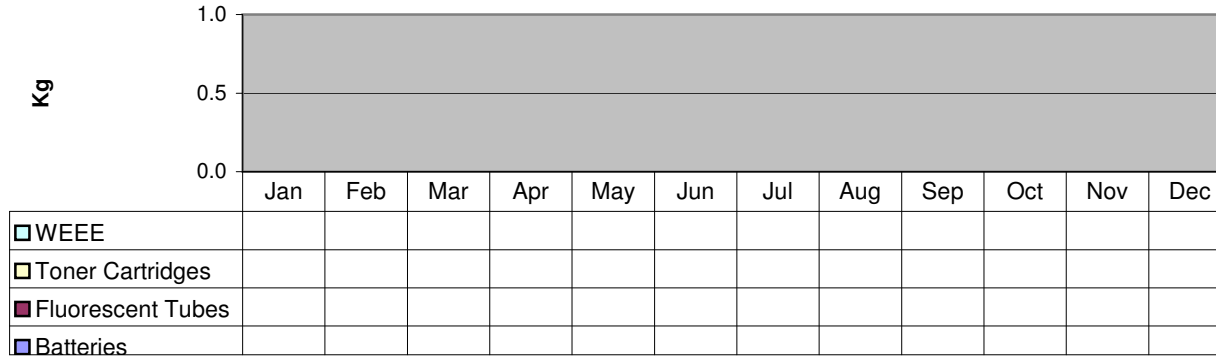 1.0
Kg
0.5
0.0
Jan Feb Mar Apr May Jun Jul Aug Sep Oct Nov Dec
WEEE
Toner Cartridges
Fluorescent Tubes
Batteries